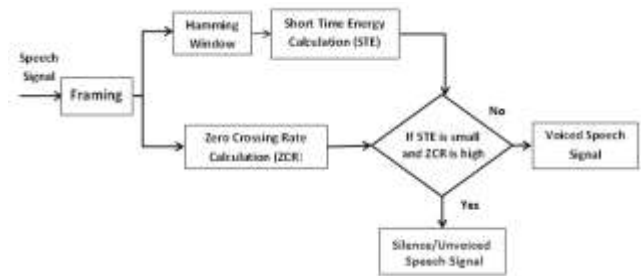 Speech
Signal
Framing
Hamming
Window
Short Time Energy
Calculation (STE)
Zero Crossing Rate
Calculation (ZCR)
If STE is small
and ZCR is high
No
Voiced Speech
Signal
Yes
Silence/Unvoiced
Speech Signal